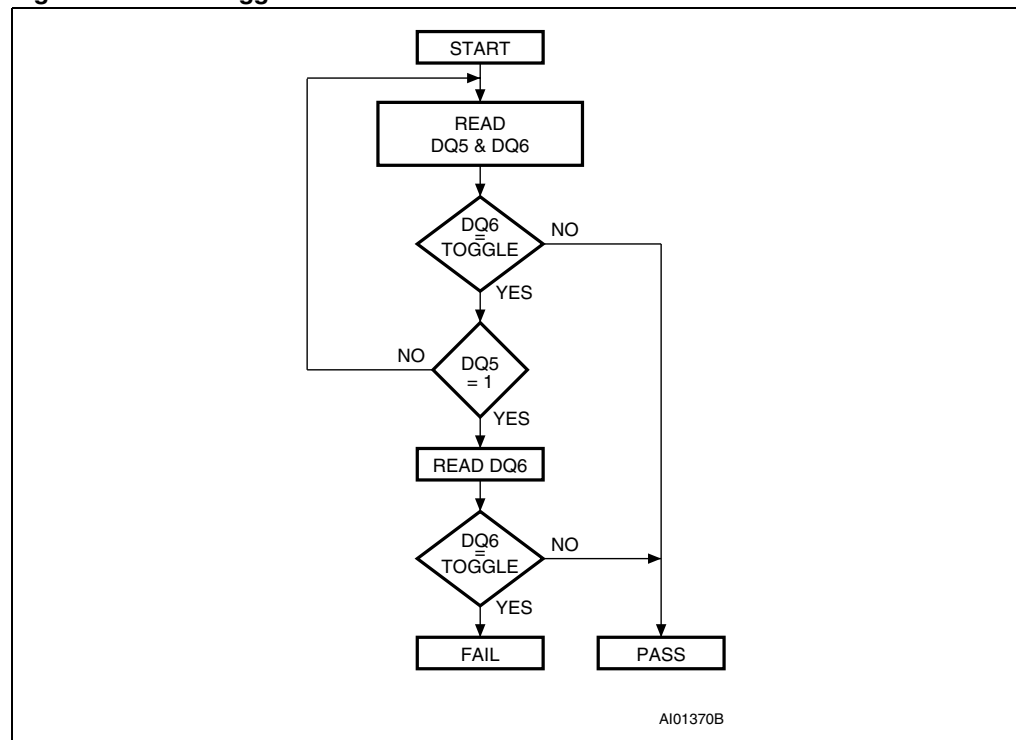 START
READ
DQ5 & DQ6
DQ6
=
TOGGLE
NO
YES
NO
DQ5
= 1
YES
READ DQ6
DQ6
=
TOGGLE
NO
YES
FAIL
PASS
AI01370B